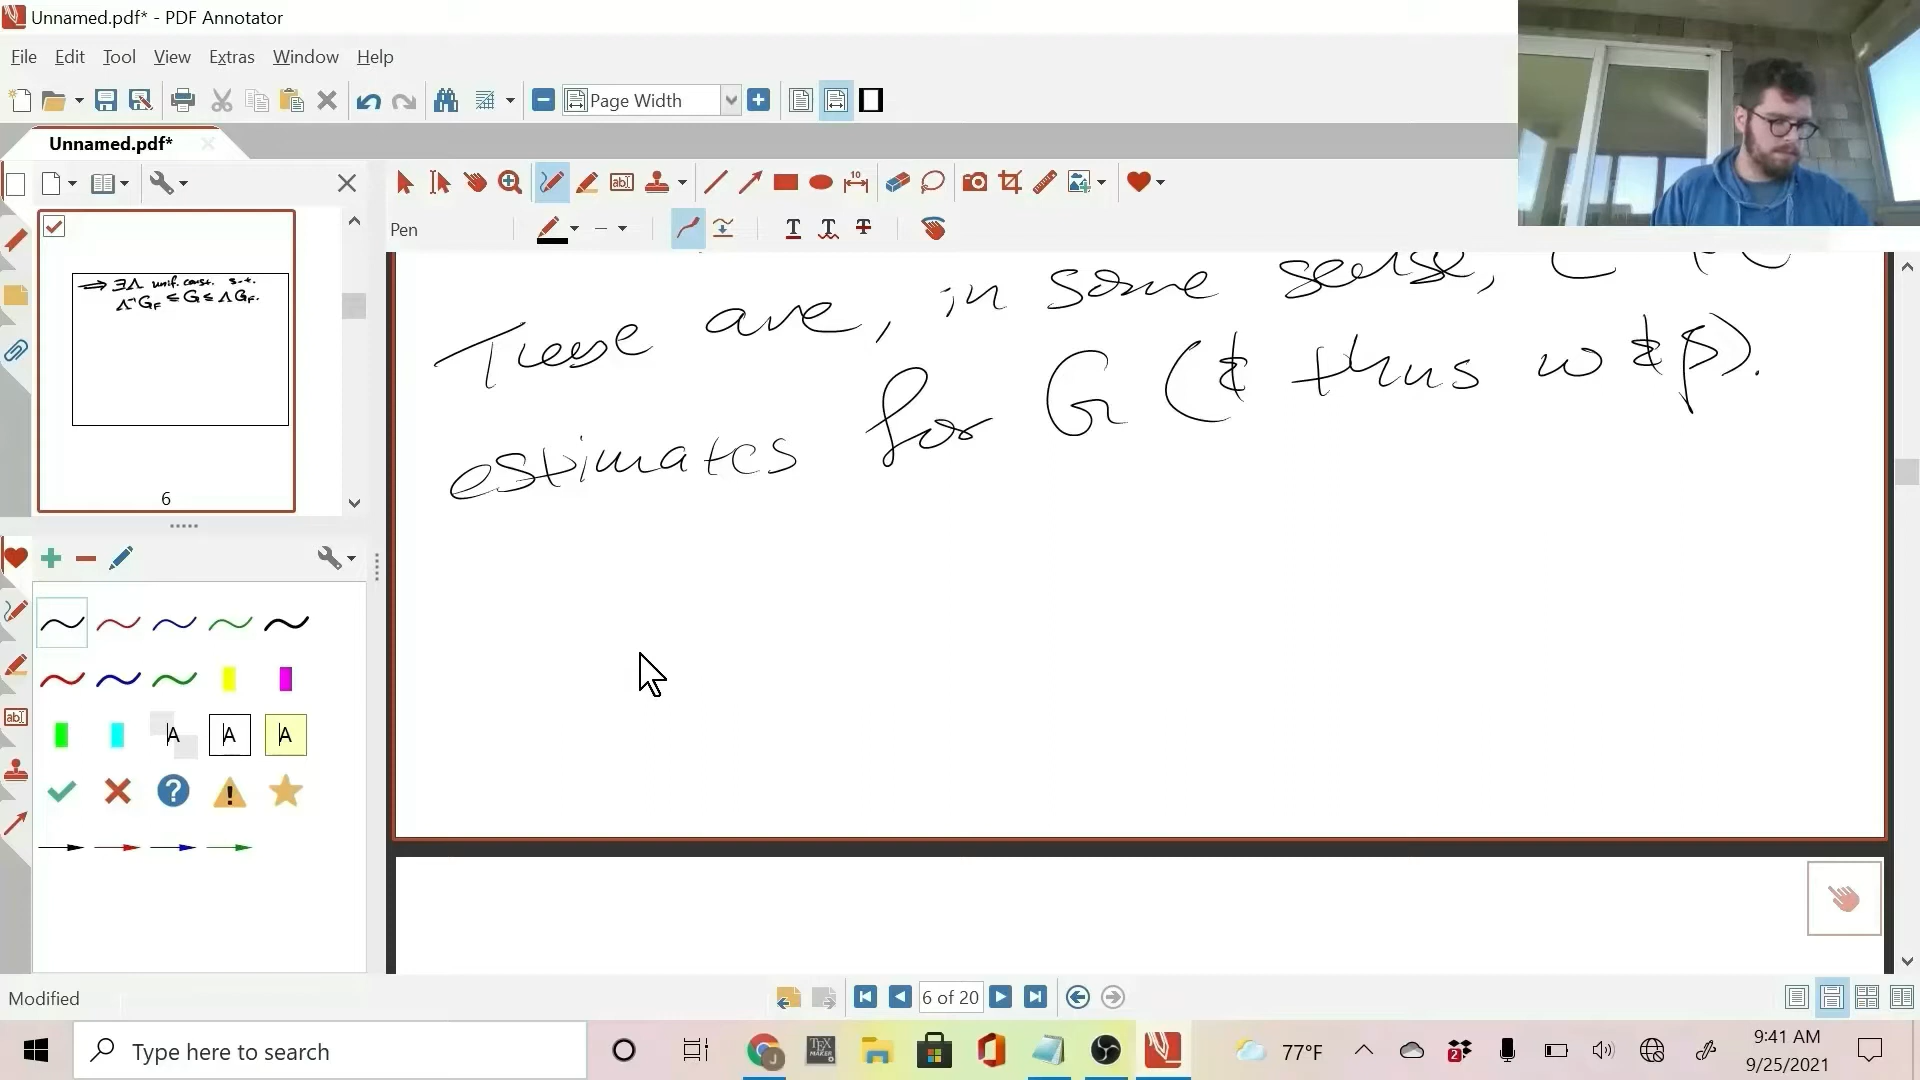 Unnamed.pdf* - PDF Annotator
File Edit Tool View Extras Window Help
Page Width
Unnamed.pdf*
Pen
⟹ ∃Λ unif. const. s.t.
Λ⁻¹G_F ≤ G ≤ ΛG_F.
6
These are, in some sense,
estimates for G (& thus ω & p).
A A A
Modified
6 of 20
Type here to search
77°F
9:41 AM
9/25/2021